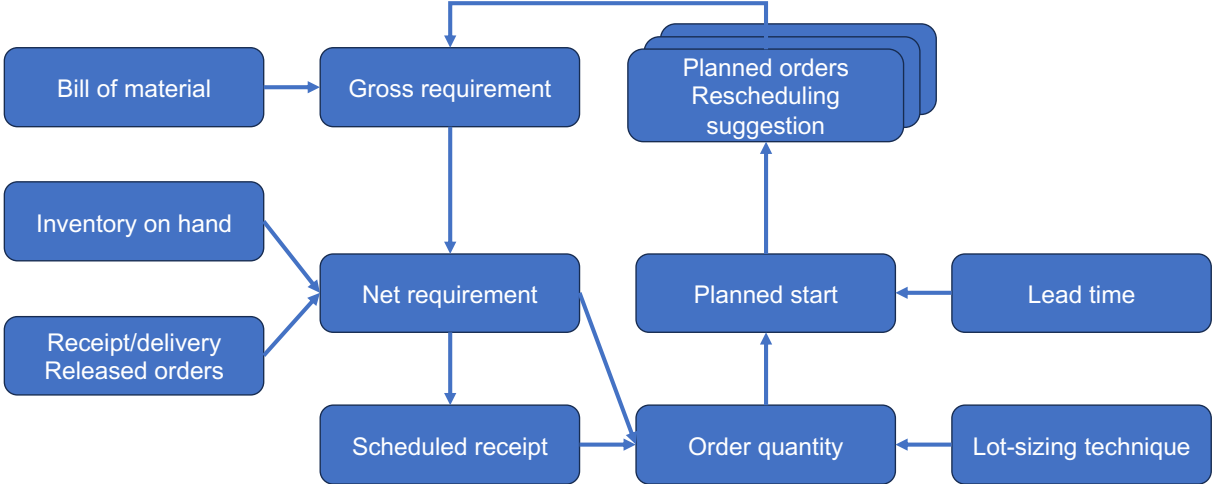 Bill of material
Gross requirement
Planned orders
Rescheduling
suggestion
Inventory on hand
Net requirement
Planned start
Lead time
Receipt/delivery
Released orders
Scheduled receipt
Order quantity
Lot-sizing technique